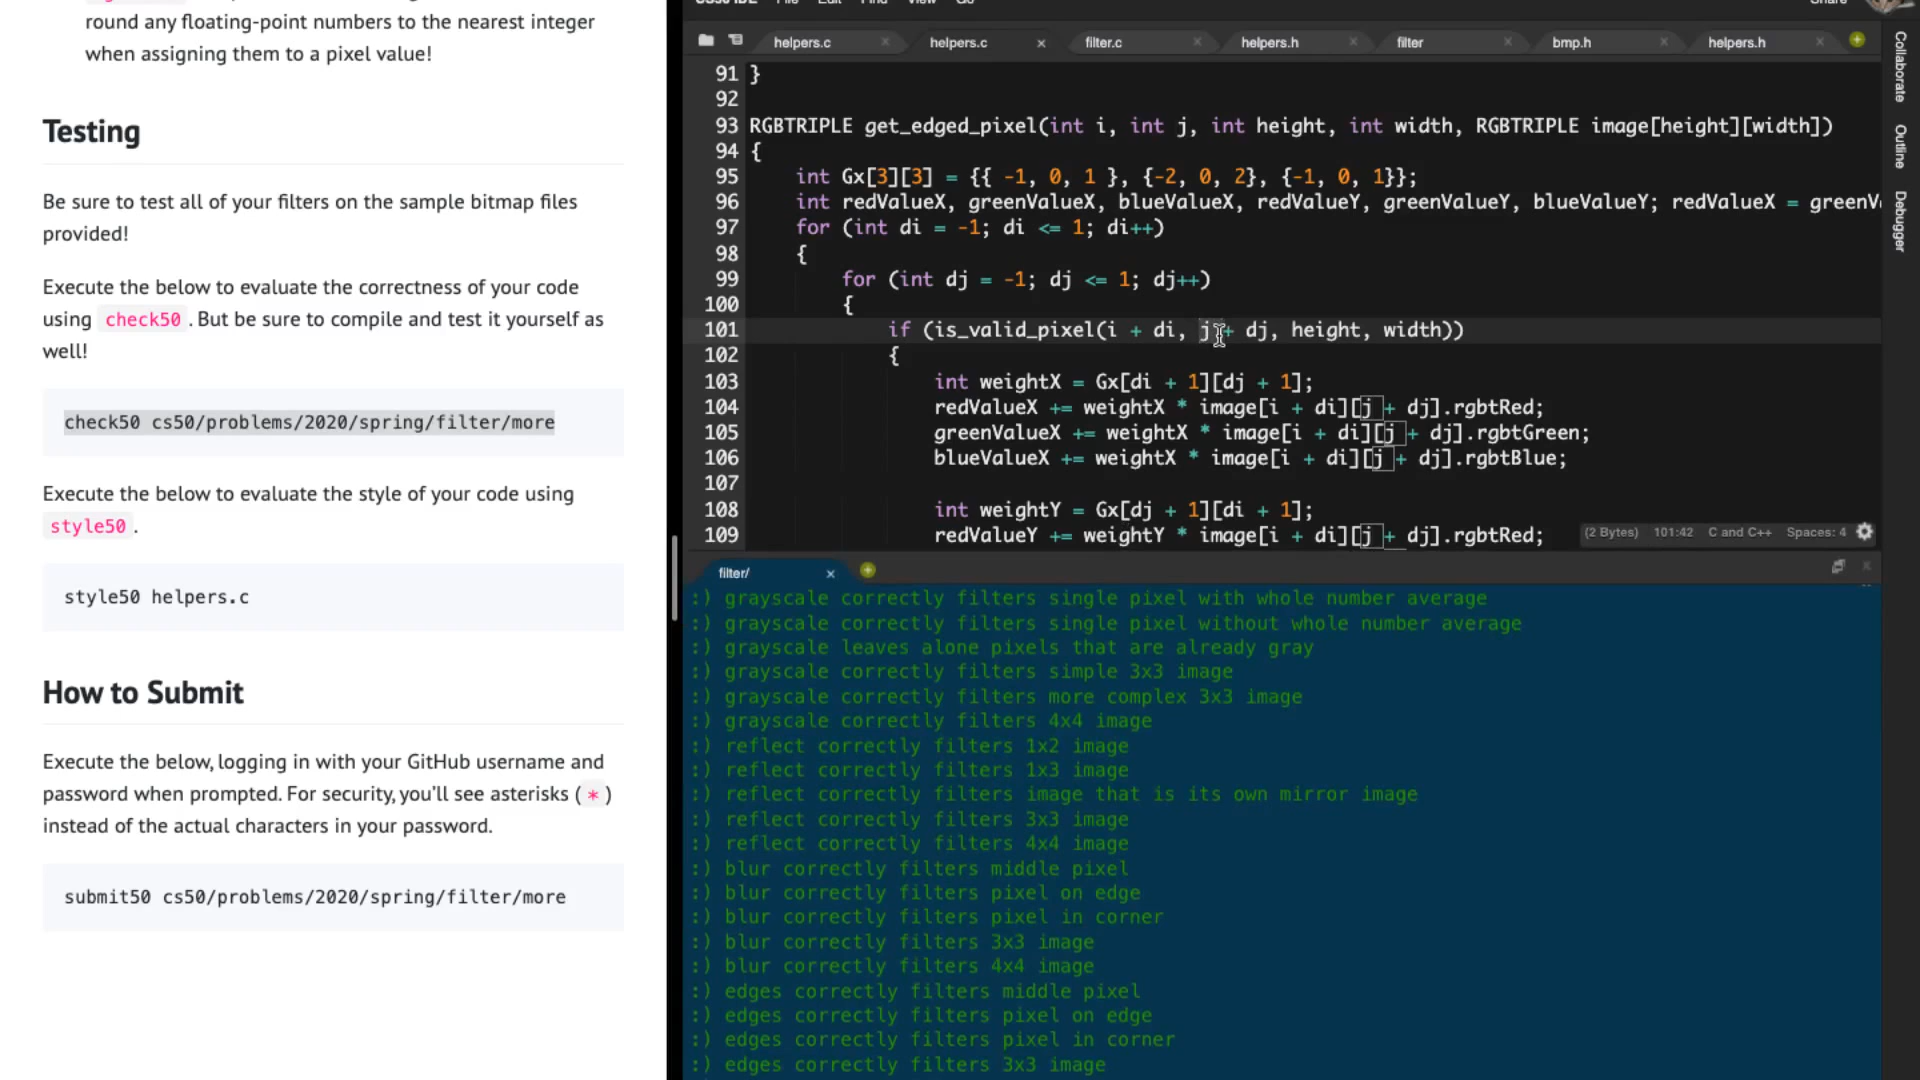 round any floating-point numbers to the nearest integer
when assigning them to a pixel value!
Testing
Be sure to test all of your filters on the sample bitmap files
provided!
Execute the below to evaluate the correctness of your code
using check50. But be sure to compile and test it yourself as
well!
check50 cs50/problems/2020/spring/filter/more
Execute the below to evaluate the style of your code using
style50.
style50 helpers.c
How to Submit
Execute the below, logging in with your GitHub username and
password when prompted. For security, you'll see asterisks (*)
instead of the actual characters in your password.
submit50 cs50/problems/2020/spring/filter/more
CS50 IDE File Edit Find View Go Share
helpers.c helpers.c filter.c helpers.h filter bmp.h helpers.h
91 }
92
93 RGBTRIPLE get_edged_pixel(int i, int j, int height, int width, RGBTRIPLE image[height][width])
94 {
95 int Gx[3][3] = {{ -1, 0, 1 }, {-2, 0, 2}, {-1, 0, 1}};
96 int redValueX, greenValueX, blueValueX, redValueY, greenValueY, blueValueY; redValueX = greenV
97 for (int di = -1; di <= 1; di++)
98 {
99 for (int dj = -1; dj <= 1; dj++)
100 {
101 if (is_valid_pixel(i + di, j + dj, height, width))
102 {
103 int weightX = Gx[di + 1][dj + 1];
104 redValueX += weightX * image[i + di][j + dj].rgbtRed;
105 greenValueX += weightX * image[i + di][j + dj].rgbtGreen;
106 blueValueX += weightX * image[i + di][j + dj].rgbtBlue;
107
108 int weightY = Gx[dj + 1][di + 1];
109 redValueY += weightY * image[i + di][j + dj].rgbtRed;
(2 Bytes) 101:42 C and C++ Spaces: 4
Collaborate
Outline
Debugger
filter/
:) grayscale correctly filters single pixel with whole number average
:) grayscale correctly filters single pixel without whole number average
:) grayscale leaves alone pixels that are already gray
:) grayscale correctly filters simple 3x3 image
:) grayscale correctly filters more complex 3x3 image
:) grayscale correctly filters 4x4 image
:) reflect correctly filters 1x2 image
:) reflect correctly filters 1x3 image
:) reflect correctly filters image that is its own mirror image
:) reflect correctly filters 3x3 image
:) reflect correctly filters 4x4 image
:) blur correctly filters middle pixel
:) blur correctly filters pixel on edge
:) blur correctly filters pixel in corner
:) blur correctly filters 3x3 image
:) blur correctly filters 4x4 image
:) edges correctly filters middle pixel
:) edges correctly filters pixel on edge
:) edges correctly filters pixel in corner
:) edges correctly filters 3x3 image